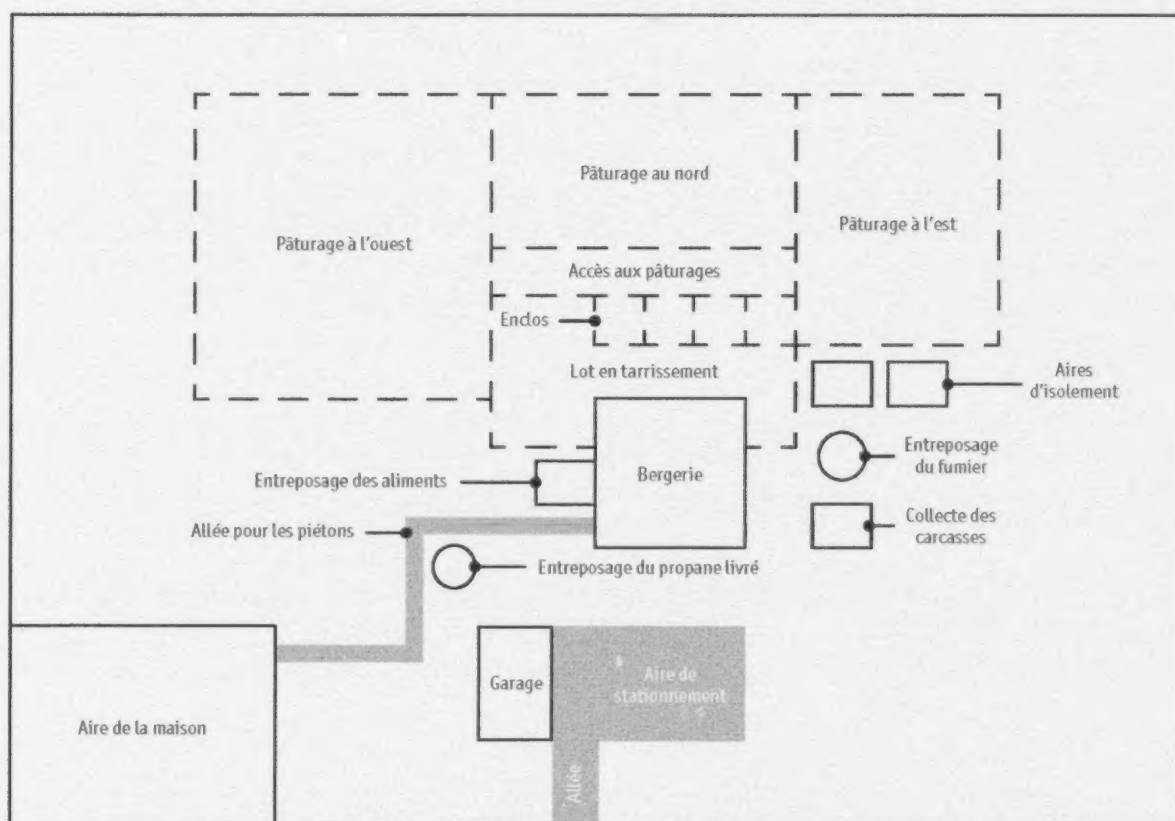 Pâturage au nord
Pâturage à l'ouest
Pâturage à l'est
Accès aux pâturages
Enclos
Lot en tarrissement
Aires
d'isolement
Entreposage
du fumier
Entreposage des aliments
Bergerie
Allée pour les piétons
Collecte des
carcasses
Entreposage du propane livré
Garage
Aire de
stationnement
Aire de la maison
Allée